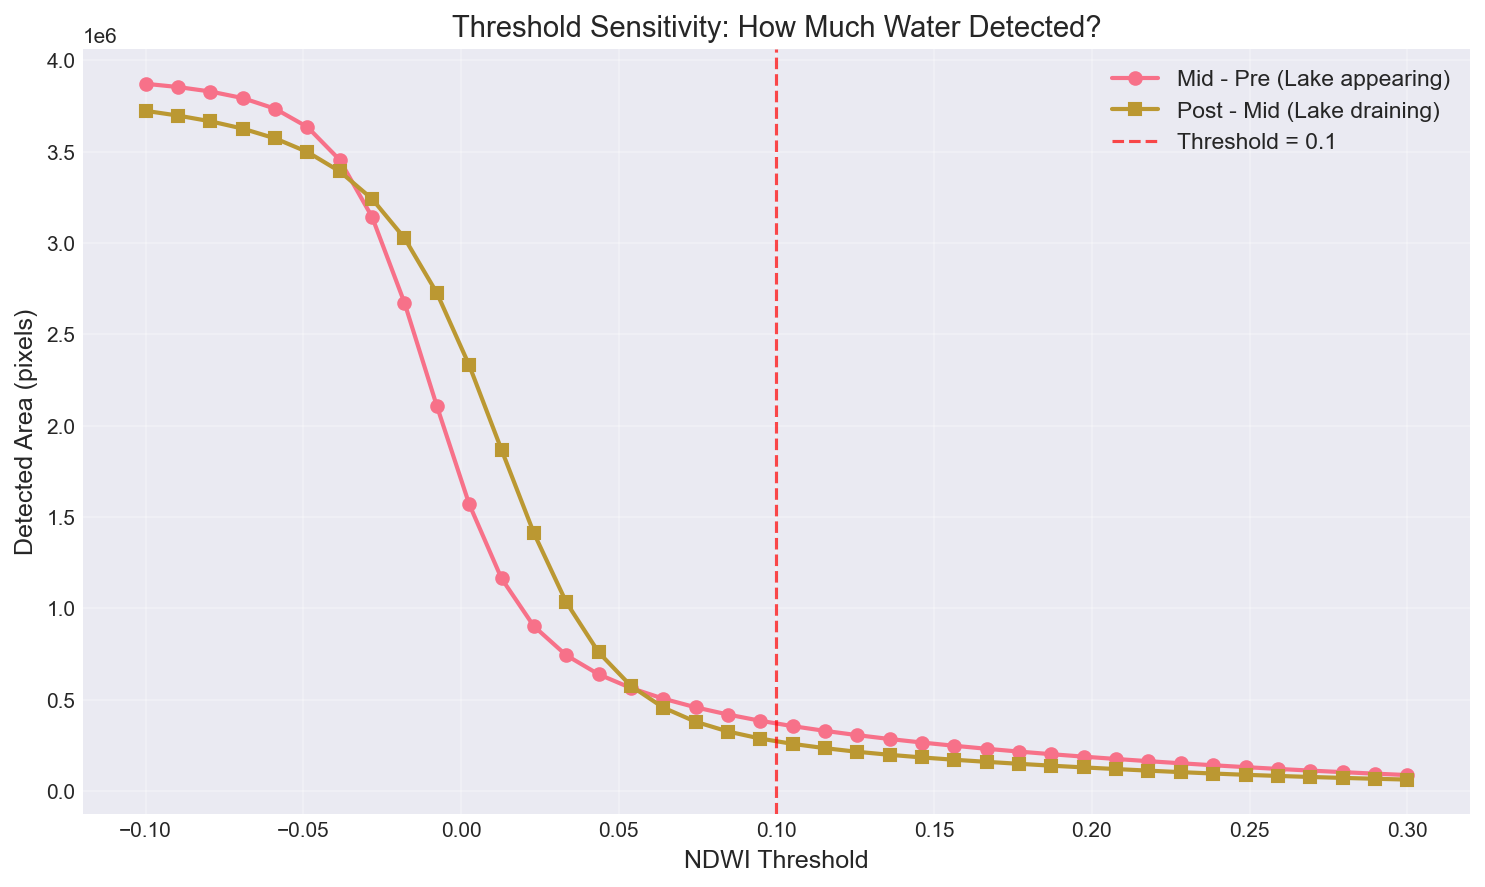 Threshold Sensitivity: How Much Water Detected?
1e6
4.0
3.5
3.0
2.5
2.0
1.5
1.0
0.5
0.0
Detected Area (pixels)
Mid - Pre (Lake appearing)
Post - Mid (Lake draining)
Threshold = 0.1
−0.10 −0.05 0.00 0.05 0.10 0.15 0.20 0.25 0.30
NDWI Threshold